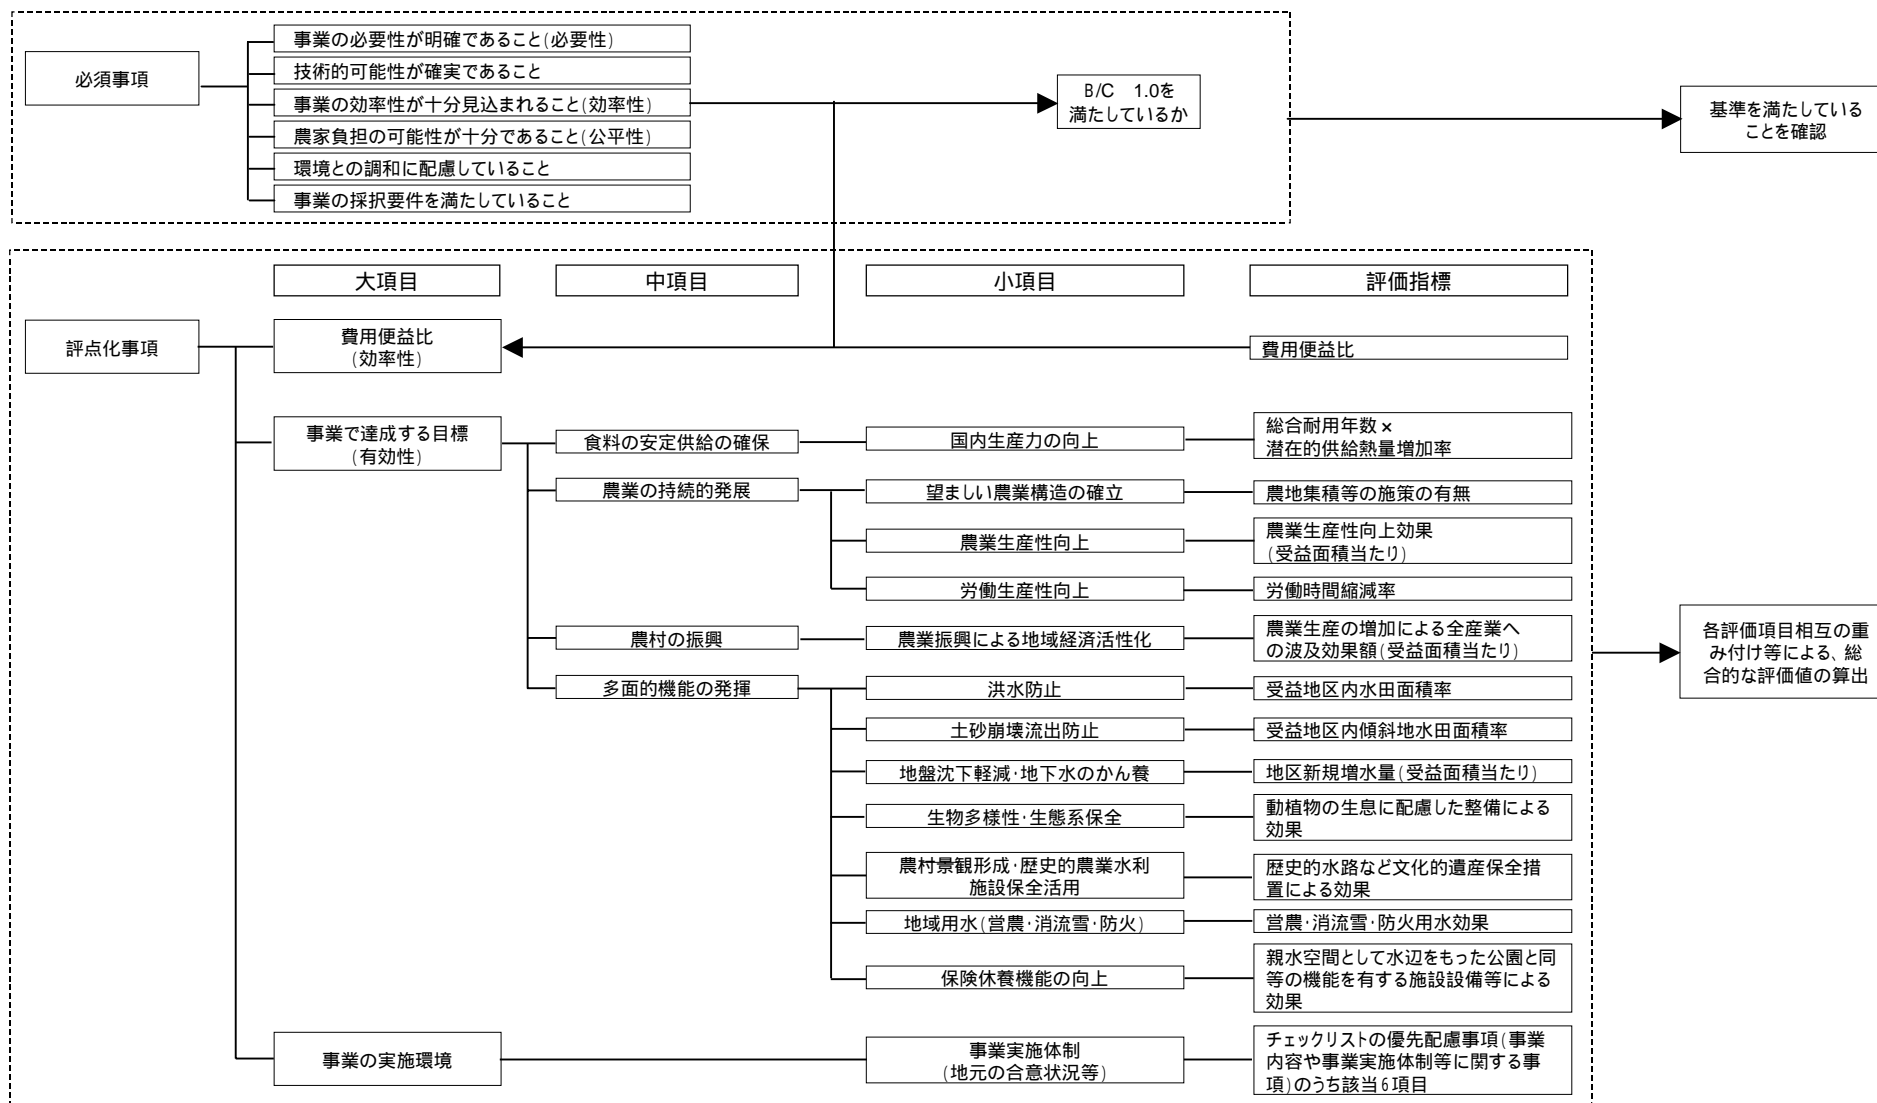 必須事項
事業の必要性が明確であること(必要性)
技術的可能性が確実であること
事業の効率性が十分見込まれること(効率性)
農家負担の可能性が十分であること(公平性)
環境との調和に配慮していること
事業の採択要件を満たしていること
B/C 1.0を
満たしているか
基準を満たしている
ことを確認
大項目
中項目
小項目
評価指標
評点化事項
費用便益比
(効率性)
費用便益比
事業で達成する目標
(有効性)
食料の安定供給の確保
国内生産力の向上
総合耐用年数×
潜在的供給熱量増加率
農業の持続的発展
望ましい農業構造の確立
農地集積等の施策の有無
農業生産性向上
農業生産性向上効果
(受益面積当たり)
労働生産性向上
労働時間縮減率
農村の振興
農業振興による地域経済活性化
農業生産の増加による全産業へ
の波及効果額(受益面積当たり)
多面的機能の発揮
洪水防止
受益地区内水田面積率
土砂崩壊流出防止
受益地区内傾斜地水田面積率
地盤沈下軽減・地下水のかん養
地区新規増水量(受益面積当たり)
生物多様性・生態系保全
動植物の生息に配慮した整備による
効果
農村景観形成・歴史的農業水利
施設保全活用
歴史的水路など文化的遺産保全措
置による効果
地域用水(営農・消流雪・防火)
営農・消流雪・防火用水効果
保険休養機能の向上
親水空間として水辺をもった公園と同
等の機能を有する施設設備等による
効果
事業の実施環境
事業実施体制
(地元の合意状況等)
チェックリストの優先配慮事項(事業
内容や事業実施体制等に関する事
項)のうち該当6項目
各評価項目相互の重
み付け等による、総
合的な評価値の算出